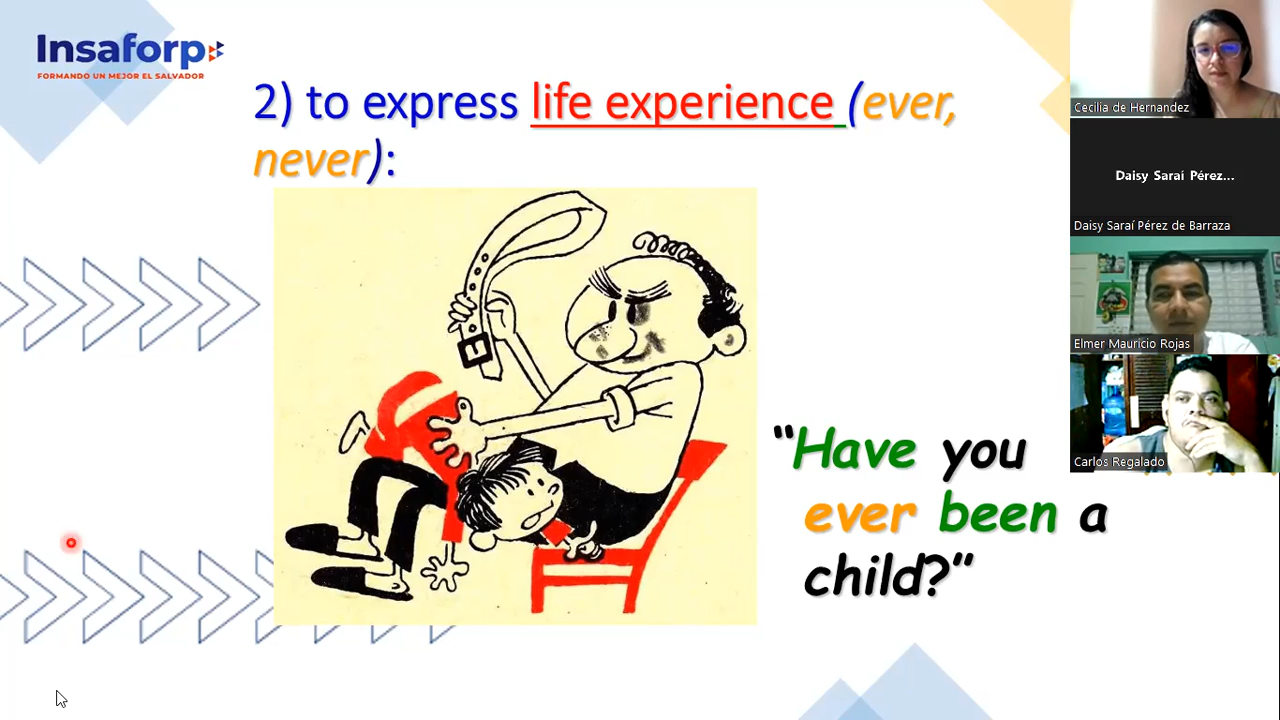 Insaforp
FORMANDO UN MEJOR EL SALVADOR
2) to express life experience (ever,
never):
"Have you
ever been a
child?"
Cecilia de Hernandez
Daisy Saraí Pérez...
Daisy Saraí Pérez de Barraza
Elmer Mauricio Rojas
Carlos Regalado